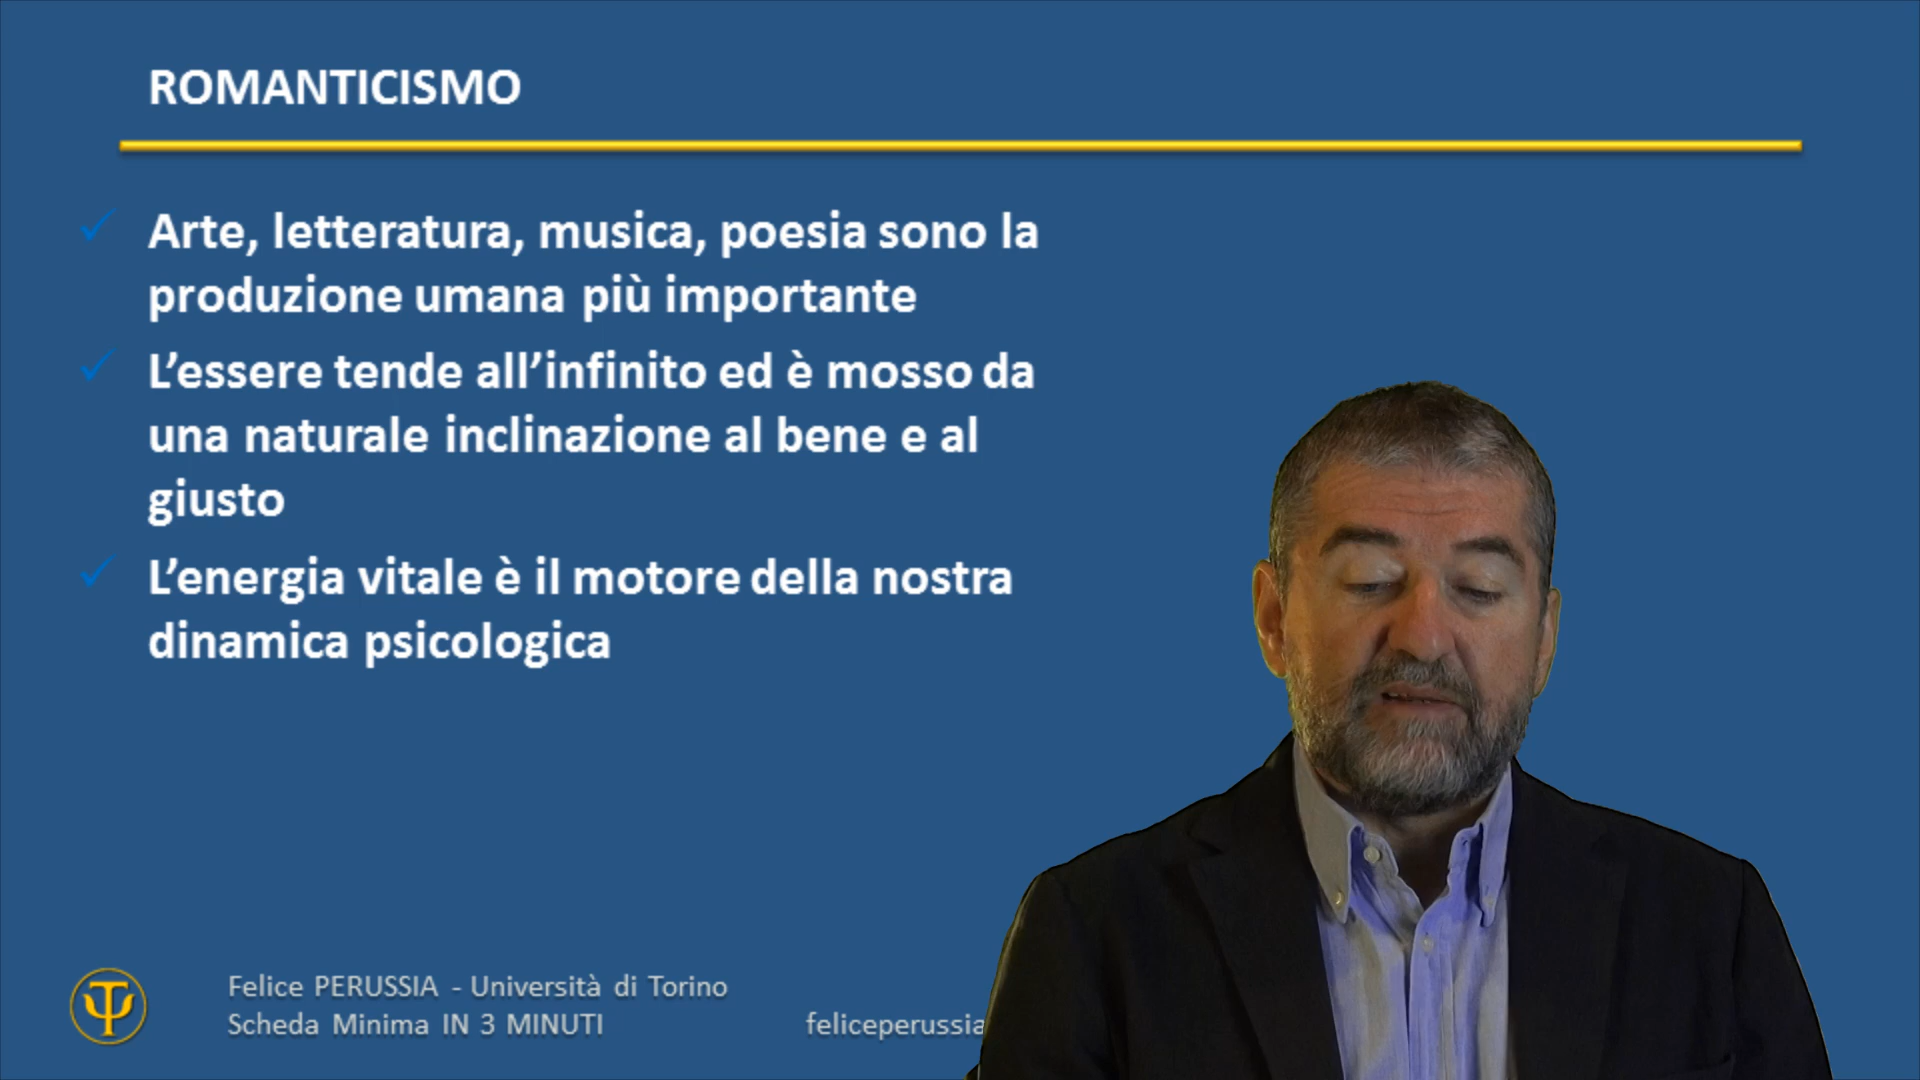 ROMANTICISMO
Arte, letteratura, musica, poesia sono la
produzione umana più importante
L’essere tende all’infinito ed è mosso da
una naturale inclinazione al bene e al
giusto
L’energia vitale è il motore della nostra
dinamica psicologica
Felice PERUSSIA - Università di Torino
Scheda Minima IN 3 MINUTI feliceperussia